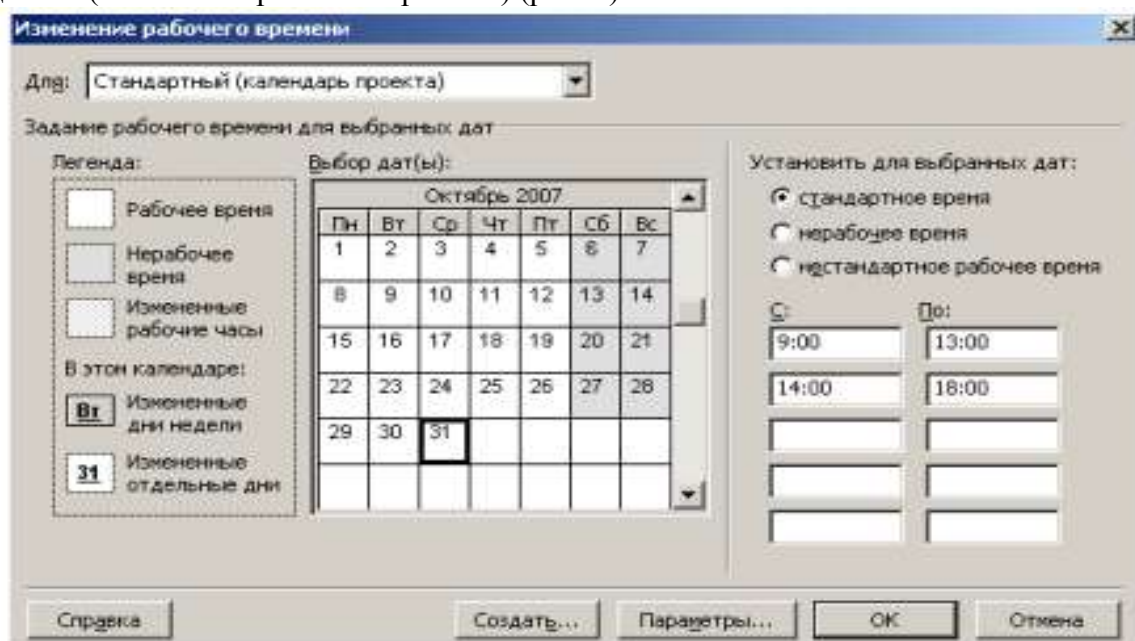 Изменение рабочего времени
Для: Стандартный (календарь проекта)
Задание рабочего времени для выбранных дат
Легенда:
Рабочее время
Нерабочее
время
Измененные
рабочие часы
В этом календаре:
Вт Измененные
дни недели
31 Измененные
отдельные дни
Выбор дат(ы):
Октябрь 2007
Пн Вт Ср Чт Пт Сб Вс
1 2 3 4 5 6 7
8 9 10 11 12 13 14
15 16 17 18 19 20 21
22 23 24 25 26 27 28
29 30 31
Установить для выбранных дат:
стандартное время
нерабочее время
нестандартное рабочее время
С: По:
9:00 13:00
14:00 18:00
Справка Создать... Параметры... ОК Отмена